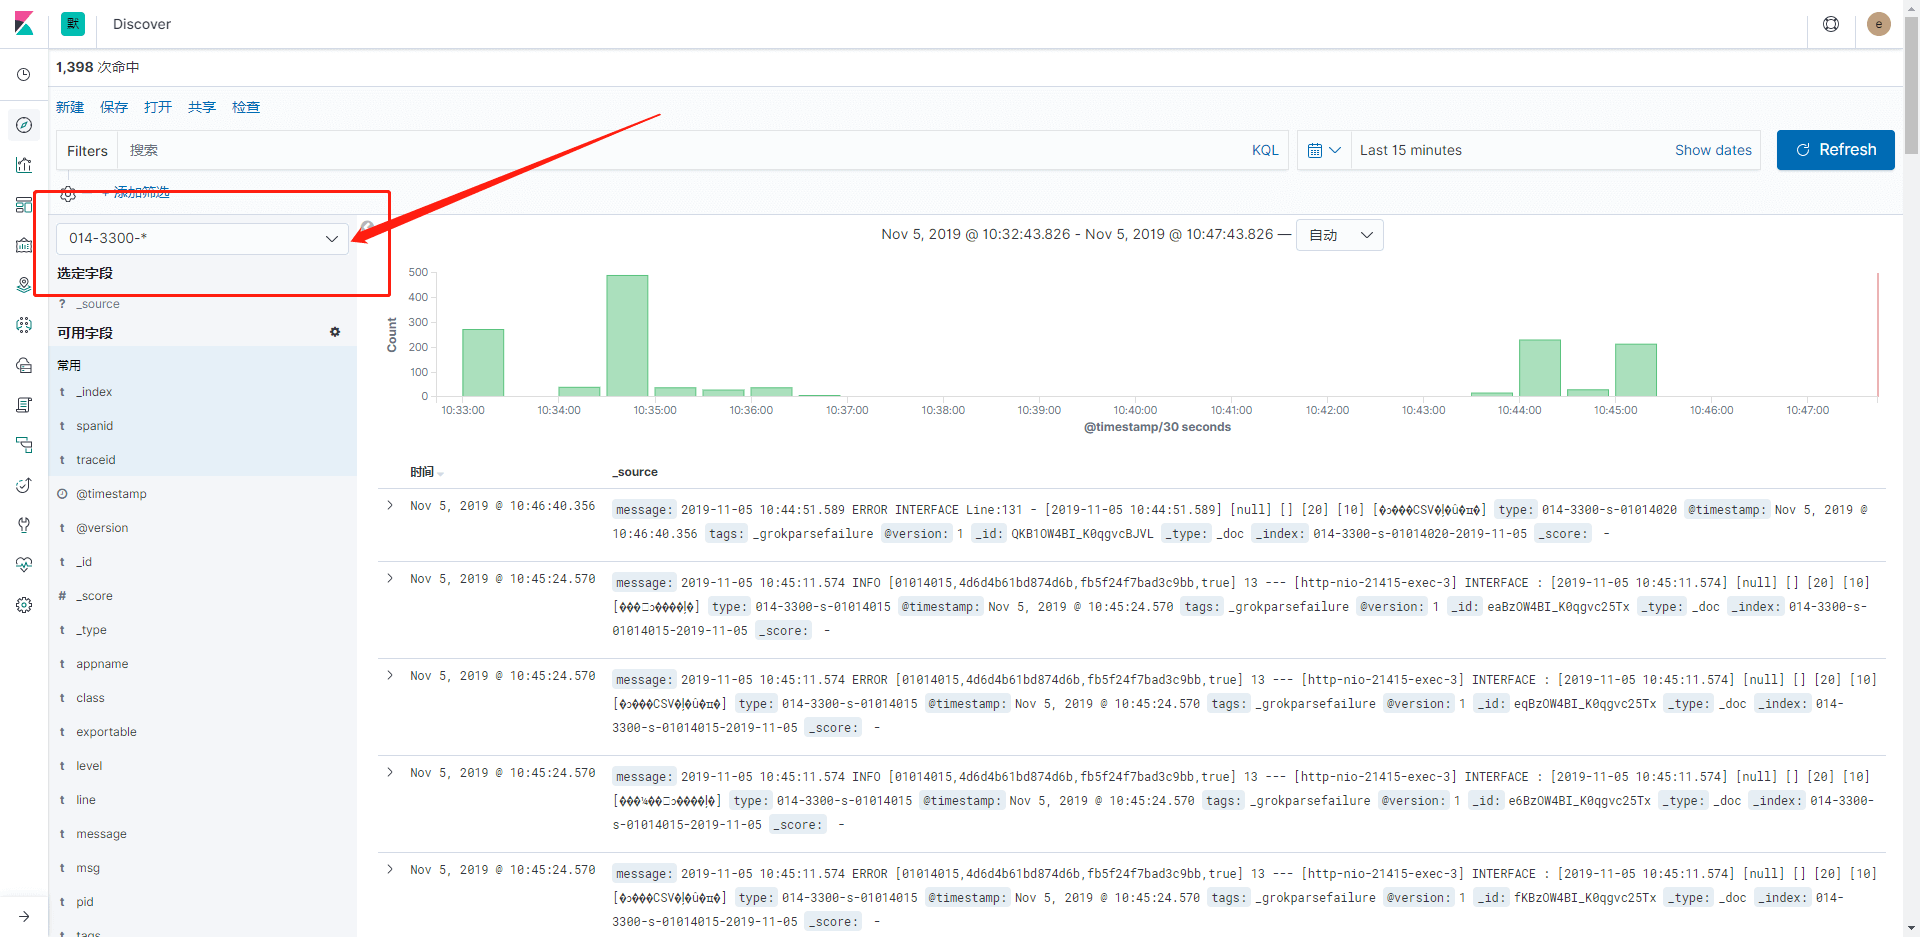 默 Discover e
1,398 次命中
新建 保存 打开 共享 检查
Filters 搜索 KQL Last 15 minutes Show dates Refresh
+ 添加筛选
014-3300-*
选定字段
? _source
可用字段
常用
t _index
t spanid
t traceid
@timestamp
t @version
t _id
# _score
t _type
t appname
t class
t exportable
t level
t line
t message
t msg
t pid
t tags
Nov 5, 2019 @ 10:32:43.826 - Nov 5, 2019 @ 10:47:43.826 — 自动
Count
500
400
300
200
100
0
10:33:00 10:34:00 10:35:00 10:36:00 10:37:00 10:38:00 10:39:00 10:40:00 10:41:00 10:42:00 10:43:00 10:44:00 10:45:00 10:46:00 10:47:00
@timestamp/30 seconds
时间 _source
Nov 5, 2019 @ 10:46:40.356 message: 2019-11-05 10:44:51.589 ERROR INTERFACE Line:131 - [2019-11-05 10:44:51.589] [null] [] [20] [10] [�ͻ���CSV�ļ�ȡ�ɹ�] type: 014-3300-s-01014020 @timestamp: Nov 5, 2019 @
10:46:40.356 tags: _grokparsefailure @version: 1 _id: QKB1OW4BI_K0qgvcBJVL _type: _doc _index: 014-3300-s-01014020-2019-11-05 _score: -
Nov 5, 2019 @ 10:45:24.570 message: 2019-11-05 10:45:11.574 INFO [01014015,4d6d4b61bd874d6b,fb5f24f7bad3c9bb,true] 13 --- [http-nio-21415-exec-3] INTERFACE : [2019-11-05 10:45:11.574] [null] [] [20] [10]
type: 014-3300-s-01014015 @timestamp: Nov 5, 2019 @ 10:45:24.570 tags: _grokparsefailure @version: 1 _id: eaBzOW4BI_K0qgvc25Tx _type: _doc _index: 014-3300-s-
01014015-2019-11-05 _score: -
Nov 5, 2019 @ 10:45:24.570 message: 2019-11-05 10:45:11.574 ERROR [01014015,4d6d4b61bd874d6b,fb5f24f7bad3c9bb,true] 13 --- [http-nio-21415-exec-3] INTERFACE : [2019-11-05 10:45:11.574] [null] [] [20] [10]
type: 014-3300-s-01014015 @timestamp: Nov 5, 2019 @ 10:45:24.570 tags: _grokparsefailure @version: 1 _id: eqBzOW4BI_K0qgvc25Tx _type: _doc _index: 014-
3300-s-01014015-2019-11-05 _score: -
Nov 5, 2019 @ 10:45:24.570 message: 2019-11-05 10:45:11.574 INFO [01014015,4d6d4b61bd874d6b,fb5f24f7bad3c9bb,true] 13 --- [http-nio-21415-exec-3] INTERFACE : [2019-11-05 10:45:11.574] [null] [] [20] [10]
type: 014-3300-s-01014015 @timestamp: Nov 5, 2019 @ 10:45:24.570 tags: _grokparsefailure @version: 1 _id: e6BzOW4BI_K0qgvc25Tx _type: _doc _index: 014-3300-
s-01014015-2019-11-05 _score: -
Nov 5, 2019 @ 10:45:24.570 message: 2019-11-05 10:45:11.574 ERROR [01014015,4d6d4b61bd874d6b,fb5f24f7bad3c9bb,true] 13 --- [http-nio-21415-exec-3] INTERFACE : [2019-11-05 10:45:11.574] [null] [] [20] [10]
type: 014-3300-s-01014015 @timestamp: Nov 5, 2019 @ 10:45:24.570 tags: _grokparsefailure @version: 1 _id: fKBzOW4BI_K0qgvc25Tx _type: _doc _index: 014-
3300-s-01014015-2019-11-05 _score: -